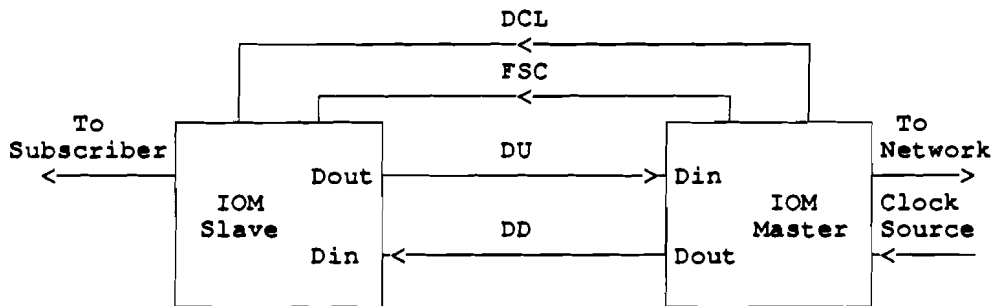 DCL
FSC
To
Subscriber
DU
To
Network
Dout
Din
IOM
Slave
IOM
Master
Clock
Source
DD
Din
Dout